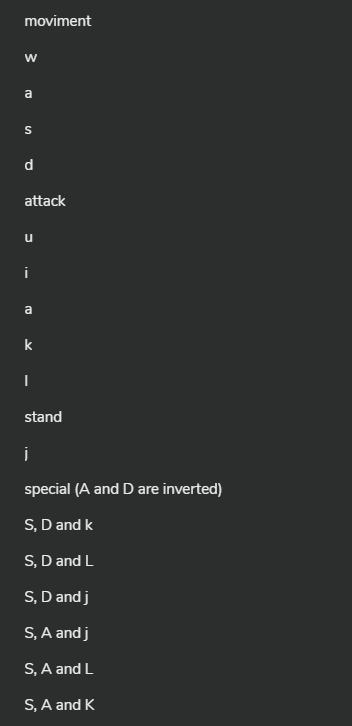 moviment
w
a
s
d
attack
u
i
a
k
l
stand
j
special (A and D are inverted)
S, D and k
S, D and L
S, D and j
S, A and j
S, A and L
S, A and K